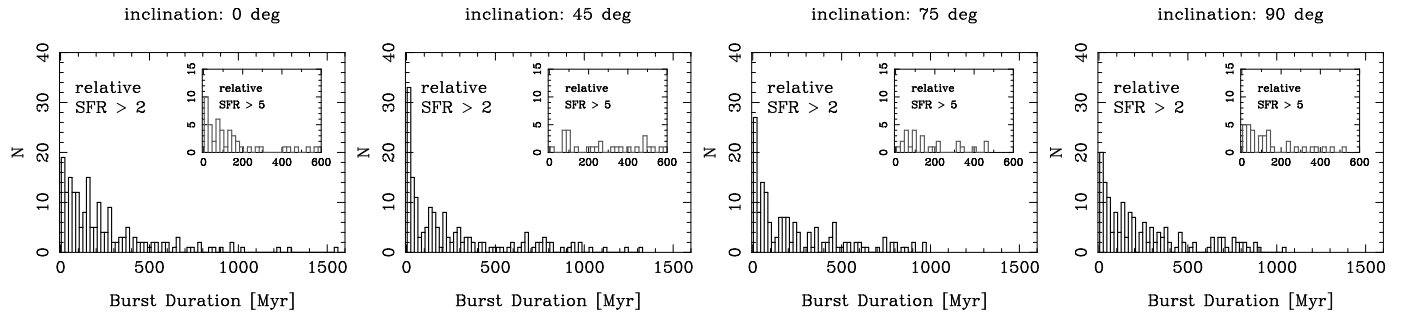 inclination: 0 deg
40
30
20
10
0
N
relative
SFR > 2
15
10
5
0
relative
SFR > 5
0 200 400 600
0 500 1000 1500
Burst Duration [Myr]
inclination: 45 deg
40
30
20
10
0
N
relative
SFR > 2
15
10
5
0
relative
SFR > 5
0 200 400 600
0 500 1000 1500
Burst Duration [Myr]
inclination: 75 deg
40
30
20
10
0
N
relative
SFR > 2
15
10
5
0
relative
SFR > 5
0 200 400 600
0 500 1000 1500
Burst Duration [Myr]
inclination: 90 deg
40
30
20
10
0
N
relative
SFR > 2
15
10
5
0
relative
SFR > 5
0 200 400 600
0 500 1000 1500
Burst Duration [Myr]